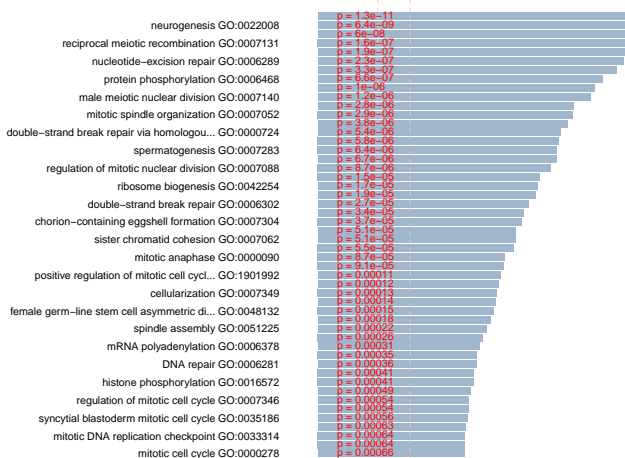 p = 1.3e−11
neurogenesis GO:0022008 p = 6.4e−09
p = 6e−08
reciprocal meiotic recombination GO:0007131 p = 1.6e−07
p = 1.9e−07
nucleotide−excision repair GO:0006289 p = 2.3e−07
p = 3.3e−07
protein phosphorylation GO:0006468 p = 6.6e−07
p = 1e−06
male meiotic nuclear division GO:0007140 p = 1.2e−06
p = 2.8e−06
mitotic spindle organization GO:0007052 p = 2.9e−06
p = 3.8e−06
double−strand break repair via homologou... GO:0000724 p = 5.4e−06
p = 5.8e−06
spermatogenesis GO:0007283 p = 6.4e−06
p = 6.7e−06
regulation of mitotic nuclear division GO:0007088 p = 8.7e−06
p = 1.5e−05
ribosome biogenesis GO:0042254 p = 1.7e−05
p = 1.9e−05
double−strand break repair GO:0006302 p = 2.7e−05
p = 3.4e−05
chorion−containing eggshell formation GO:0007304 p = 3.7e−05
p = 5.1e−05
sister chromatid cohesion GO:0007062 p = 5.1e−05
p = 5.5e−05
mitotic anaphase GO:0000090 p = 8.7e−05
p = 9.1e−05
positive regulation of mitotic cell cycl... GO:1901992 p = 0.00011
p = 0.00012
cellularization GO:0007349 p = 0.00013
p = 0.00014
female germ−line stem cell asymmetric di... GO:0048132 p = 0.00015
p = 0.00018
spindle assembly GO:0051225 p = 0.00022
p = 0.00026
mRNA polyadenylation GO:0006378 p = 0.00031
p = 0.00035
DNA repair GO:0006281 p = 0.00036
p = 0.00041
histone phosphorylation GO:0016572 p = 0.00041
p = 0.00049
regulation of mitotic cell cycle GO:0007346 p = 0.00054
p = 0.00054
syncytial blastoderm mitotic cell cycle GO:0035186 p = 0.00056
p = 0.00063
mitotic DNA replication checkpoint GO:0033314 p = 0.00064
p = 0.00064
mitotic cell cycle GO:0000278 p = 0.00066